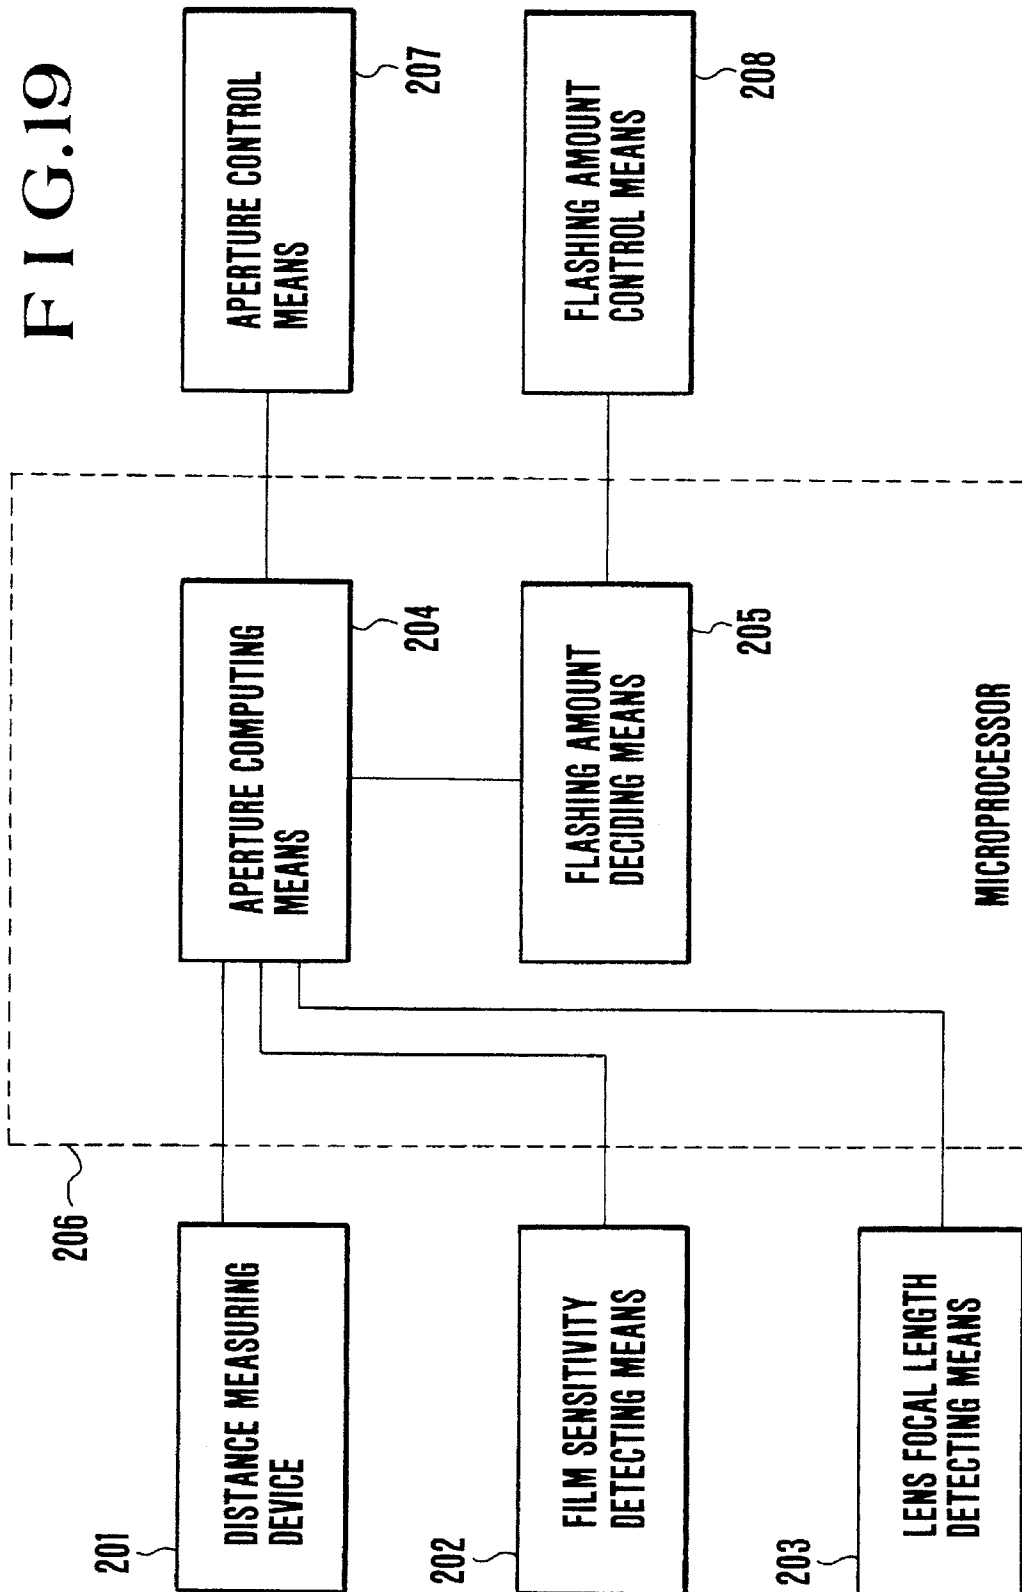 FIG.19
201
DISTANCE MEASURING
DEVICE
202
FILM SENSITIVITY
DETECTING MEANS
203
LENS FOCAL LENGTH
DETECTING MEANS
206
APERTURE COMPUTING
MEANS
204
FLASHING AMOUNT
DECIDING MEANS
205
MICROPROCESSOR
APERTURE CONTROL
MEANS
207
FLASHING AMOUNT
CONTROL MEANS
208